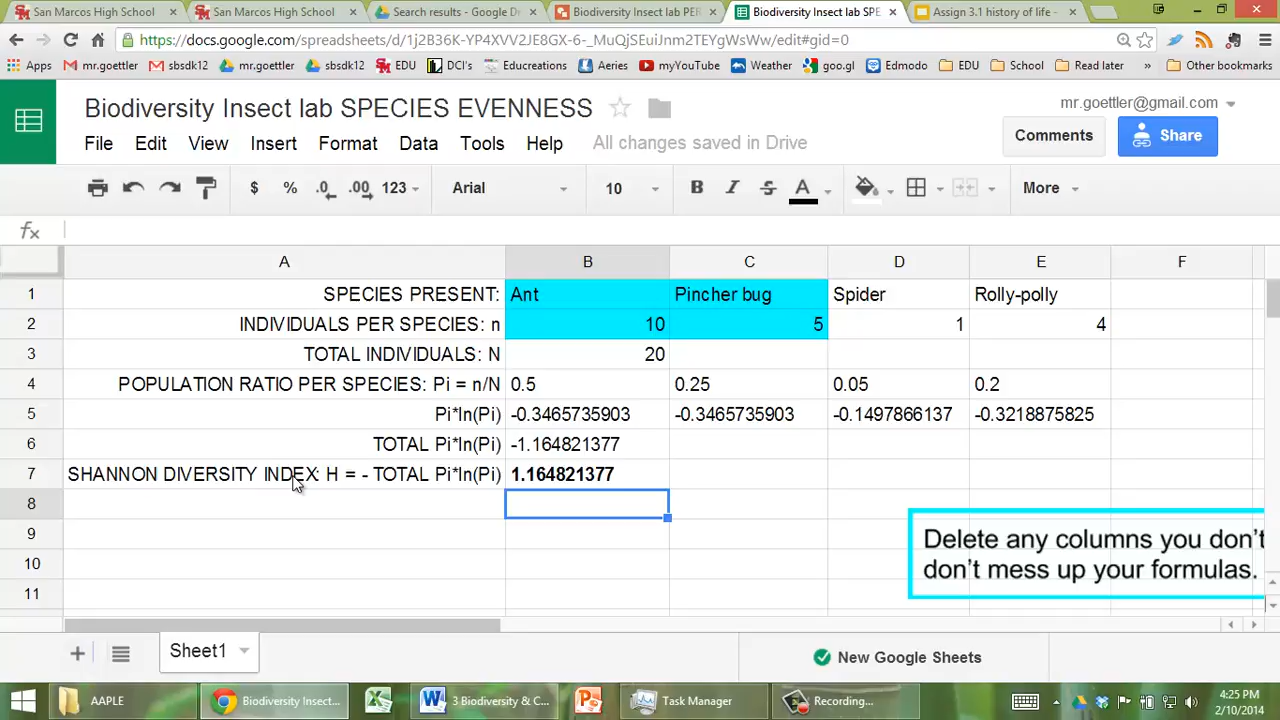 San Marcos High School
San Marcos High School
Search results - Google D
Biodiversity Insect lab PE
Biodiversity Insect lab SPE
Assign 3.1 history of life -
https://docs.google.com/spreadsheets/d/1j2B36K-YP4XVV2JE8GX-6-_MuQjSEuiJnm2TEYgWsWw/edit#gid=0
Apps mr.goettler sbsdk12 mr.goettler sbsdk12 EDU DCI's Educreations Aeries myYouTube Weather goo.gl Edmodo EDU School Read later » Other bookmarks
Biodiversity Insect lab SPECIES EVENNESS
mr.goettler@gmail.com
File Edit View Insert Format Data Tools Help All changes saved in Drive
Comments Share
$ % .0 .00 123 Arial 10 B I S A More
fx
A B C D E F
1 SPECIES PRESENT: Ant Pincher bug Spider Rolly-polly
2 INDIVIDUALS PER SPECIES: n 10 5 1 4
3 TOTAL INDIVIDUALS: N 20
4 POPULATION RATIO PER SPECIES: Pi = n/N 0.5 0.25 0.05 0.2
5 Pi*ln(Pi) -0.3465735903 -0.3465735903 -0.1497866137 -0.3218875825
6 TOTAL Pi*ln(Pi) -1.164821377
7 SHANNON DIVERSITY INDEX: H = - TOTAL Pi*ln(Pi) 1.164821377
8
9
10
11
Delete any columns you don't
don't mess up your formulas.
Sheet1
New Google Sheets
AAPLE
Biodiversity Insect...
3 Biodiversity & C...
Task Manager
Recording...
4:25 PM
2/10/2014